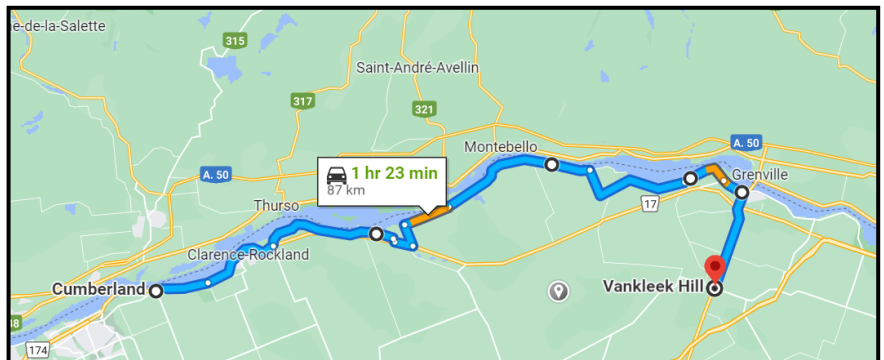 e-de-la-Salette
315
Saint-André-Avellin
317
321
A. 50
Montebello
A. 50
1 hr 23 min
87 km
Grenville
Thurso
17
Clarence-Rockland
Cumberland
Vankleek Hill
38
174